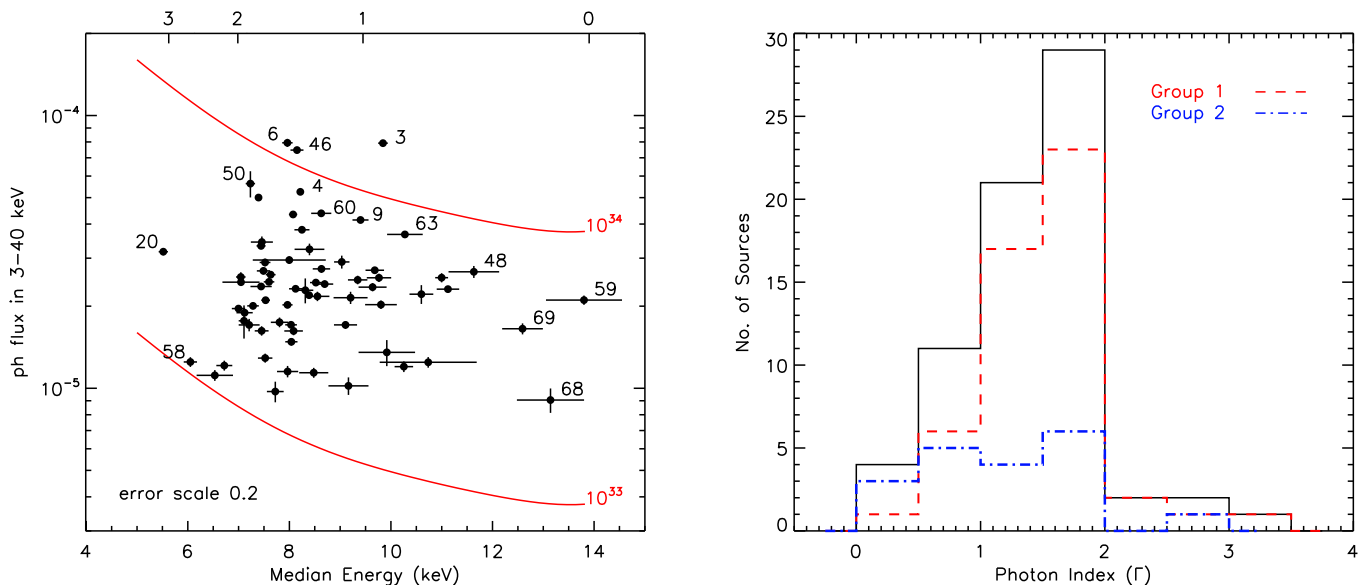 3 2 1 0
10⁻⁴
6
46
3
50
4
60
9
63
10³⁴
20
48
59
69
58
10⁻⁵
68
10³³
error scale 0.2
ph flux in 3-40 keV
4 6 8 10 12 14
Median Energy (keV)
30
25
20
15
10
5
0
No. of Sources
Group 1
Group 2
0 1 2 3 4
Photon Index (Γ)